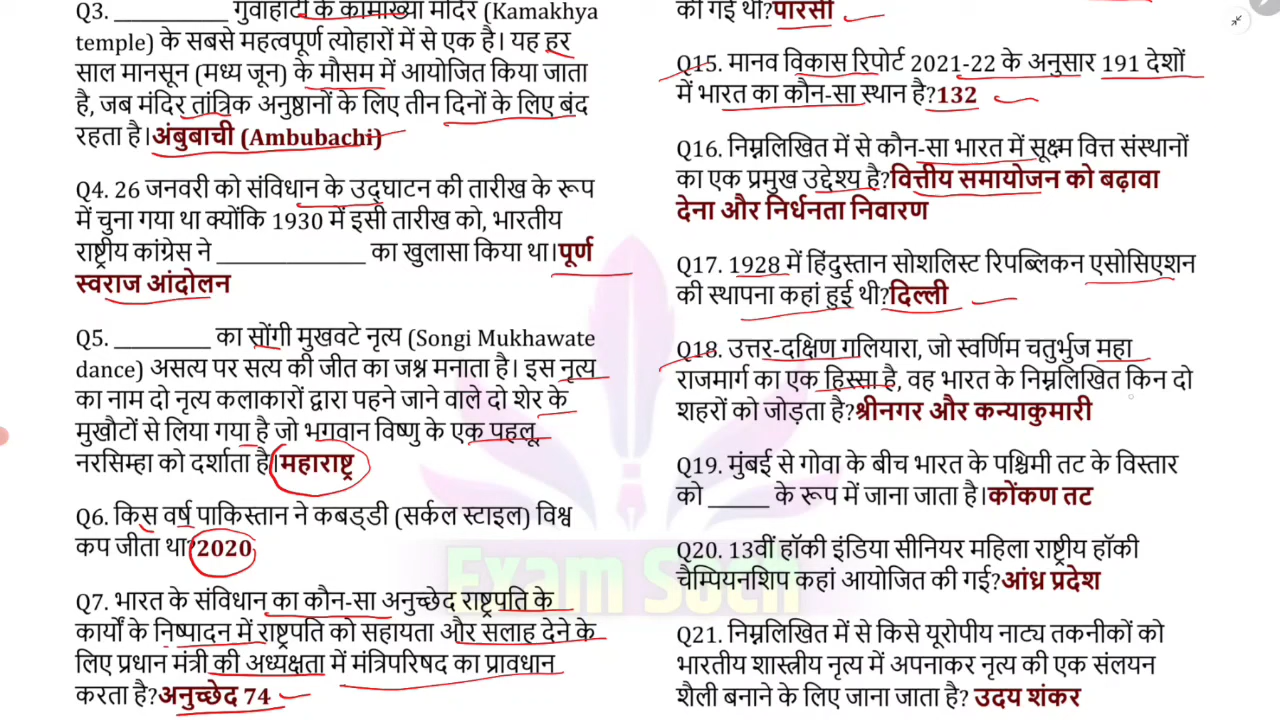 Q3. ____________ गुवाहाटी के कामाख्या मंदिर (Kamakhya
temple) के सबसे महत्वपूर्ण त्योहारों में से एक है। यह हर
साल मानसून (मध्य जून) के मौसम में आयोजित किया जाता
है, जब मंदिर तांत्रिक अनुष्ठानों के लिए तीन दिनों के लिए बंद
रहता है। अंबुबाची (Ambubachi)
Q4. 26 जनवरी को संविधान के उद्घाटन की तारीख के रूप
में चुना गया था क्योंकि 1930 में इसी तारीख को, भारतीय
राष्ट्रीय कांग्रेस ने ________________ का खुलासा किया था। पूर्ण
स्वराज आंदोलन
Q5. __________ का सोंगी मुखवटे नृत्य (Songi Mukhawate
dance) असत्य पर सत्य की जीत का जश्न मनाता है। इस नृत्य
का नाम दो नृत्य कलाकारों द्वारा पहने जाने वाले दो शेर के
मुखौटों से लिया गया है जो भगवान विष्णु के एक पहलू,
नरसिम्हा को दर्शाता है। महाराष्ट्र
Q6. किस वर्ष पाकिस्तान ने कबड्डी (सर्कल स्टाइल) विश्व
कप जीता था? 2020
Q7. भारत के संविधान का कौन-सा अनुच्छेद राष्ट्रपति के
कार्यों के निष्पादन में राष्ट्रपति को सहायता और सलाह देने के
लिए प्रधान मंत्री की अध्यक्षता में मंत्रिपरिषद का प्रावधान
करता है? अनुच्छेद 74
की गई थी? पारसी
Q15. मानव विकास रिपोर्ट 2021-22 के अनुसार 191 देशों
में भारत का कौन-सा स्थान है? 132
Q16. निम्नलिखित में से कौन-सा भारत में सूक्ष्म वित्त संस्थानों
का एक प्रमुख उद्देश्य है? वित्तीय समायोजन को बढ़ावा
देना और निर्धनता निवारण
Q17. 1928 में हिंदुस्तान सोशलिस्ट रिपब्लिकन एसोसिएशन
की स्थापना कहां हुई थी? दिल्ली
Q18. उत्तर-दक्षिण गलियारा, जो स्वर्णिम चतुर्भुज महा
राजमार्ग का एक हिस्सा है, वह भारत के निम्नलिखित किन दो
शहरों को जोड़ता है? श्रीनगर और कन्याकुमारी
Q19. मुंबई से गोवा के बीच भारत के पश्चिमी तट के विस्तार
को ______ के रूप में जाना जाता है। कोंकण तट
Q20. 13वीं हॉकी इंडिया सीनियर महिला राष्ट्रीय हॉकी
चैम्पियनशिप कहां आयोजित की गई? आंध्र प्रदेश
Q21. निम्नलिखित में से किसे यूरोपीय नाट्य तकनीकों को
भारतीय शास्त्रीय नृत्य में अपनाकर नृत्य की एक संलयन
शैली बनाने के लिए जाना जाता है? उदय शंकर
Exam Soch